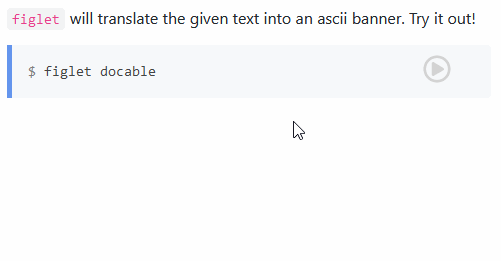 figlet will translate the given text into an ascii banner. Try it out!
$ figlet docable